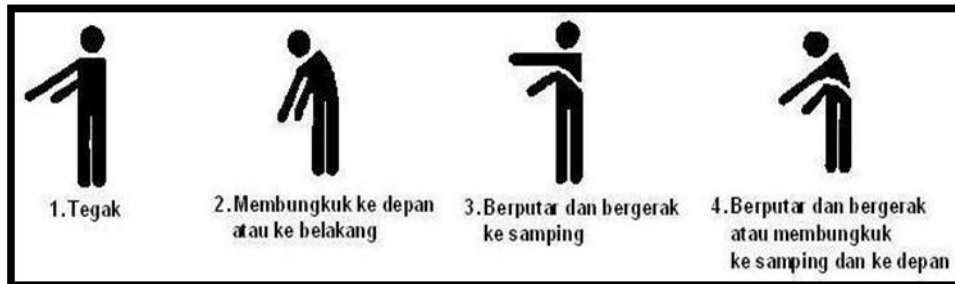 1.Tegak
2.Membungkuk ke depan
atau ke belakang
3.Berputar dan bergerak
ke samping
4.Berputar dan bergerak
atau membungkuk
ke samping dan ke depan